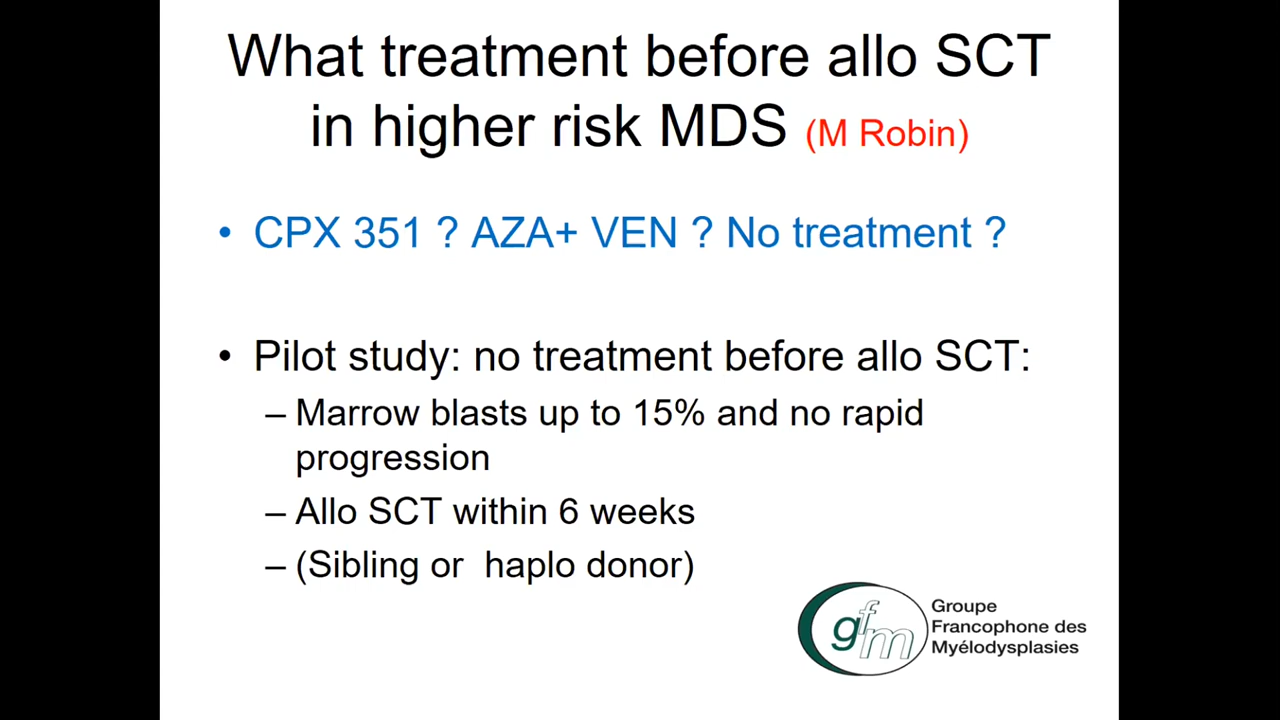 What treatment before allo SCT
in higher risk MDS (M Robin)
• CPX 351 ? AZA+ VEN ? No treatment ?
• Pilot study: no treatment before allo SCT:
– Marrow blasts up to 15% and no rapid
progression
– Allo SCT within 6 weeks
– (Sibling or  haplo donor)
gfm
Groupe
Francophone des
Myélodysplasies